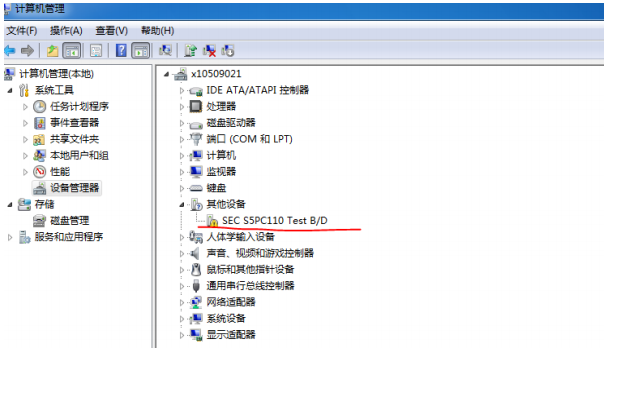 计算机管理
文件(F) 操作(A) 查看(V) 帮助(H)
计算机管理(本地)
系统工具
任务计划程序
事件查看器
共享文件夹
本地用户和组
性能
设备管理器
存储
磁盘管理
服务和应用程序
x10509021
IDE ATA/ATAPI 控制器
处理器
磁盘驱动器
端口 (COM 和 LPT)
计算机
监视器
键盘
其他设备
SEC S5PC110 Test B/D
人体学输入设备
声音、视频和游戏控制器
鼠标和其他指针设备
通用串行总线控制器
网络适配器
系统设备
显示适配器